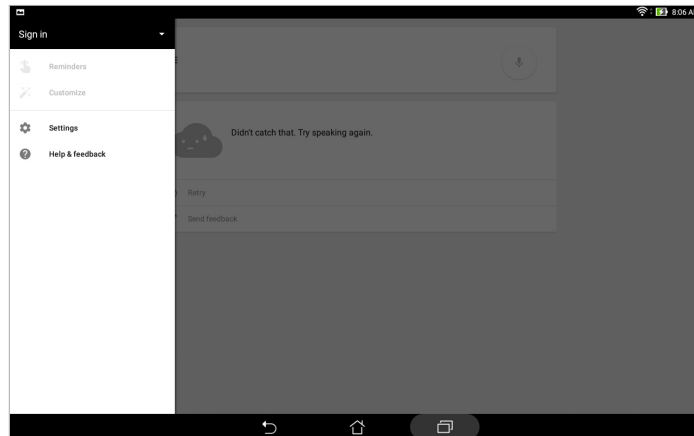 8:06 A
Sign in
Reminders
Customize
Settings
Help & feedback
Didn't catch that. Try speaking again.
Retry
Send feedback